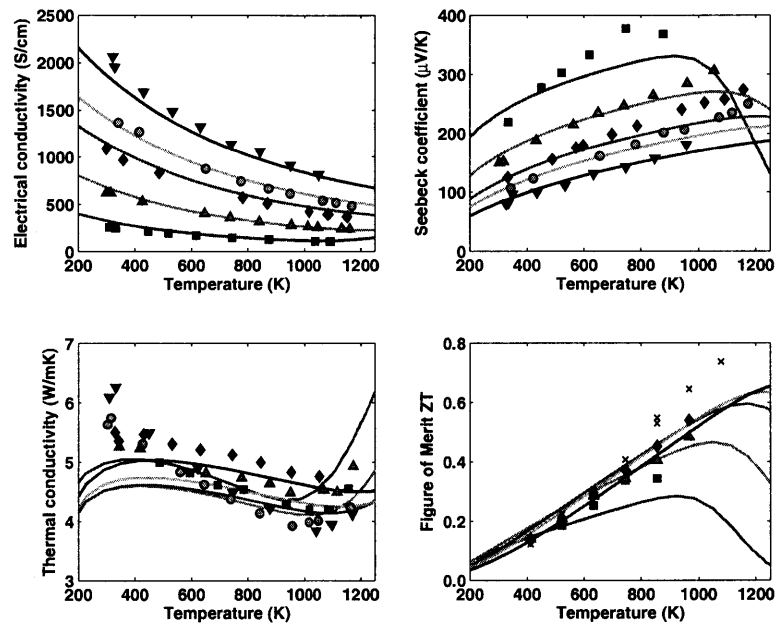 Electrical conductivity (S/cm)
2500
2000
1500
1000
500
0
200 400 600 800 1000 1200
Temperature (K)
Seebeck coefficient (μV/K)
400
300
200
100
0
200 400 600 800 1000 1200
Temperature (K)
Thermal conductivity (W/mK)
7
6
5
4
3
200 400 600 800 1000 1200
Temperature (K)
Figure of Merit ZT
0.8
0.6
0.4
0.2
0.0
200 400 600 800 1000 1200
Temperature (K)